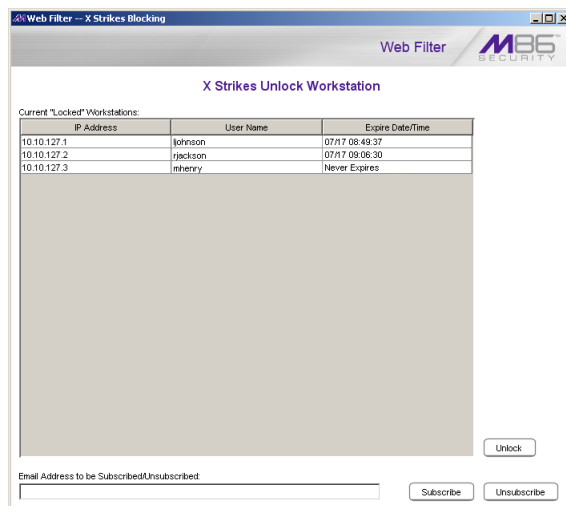 Web Filter -- X Strikes Blocking
Web Filter
M86
SECURITY
X Strikes Unlock Workstation
Current "Locked" Workstations:
IP Address User Name Expire Date/Time
10.10.127.1 ljohnson 07/17 08:49:37
10.10.127.2 rjackson 07/17 09:06:30
10.10.127.3 mhenry Never Expires
Unlock
Email Address to be Subscribed/Unsubscribed:
Subscribe Unsubscribe